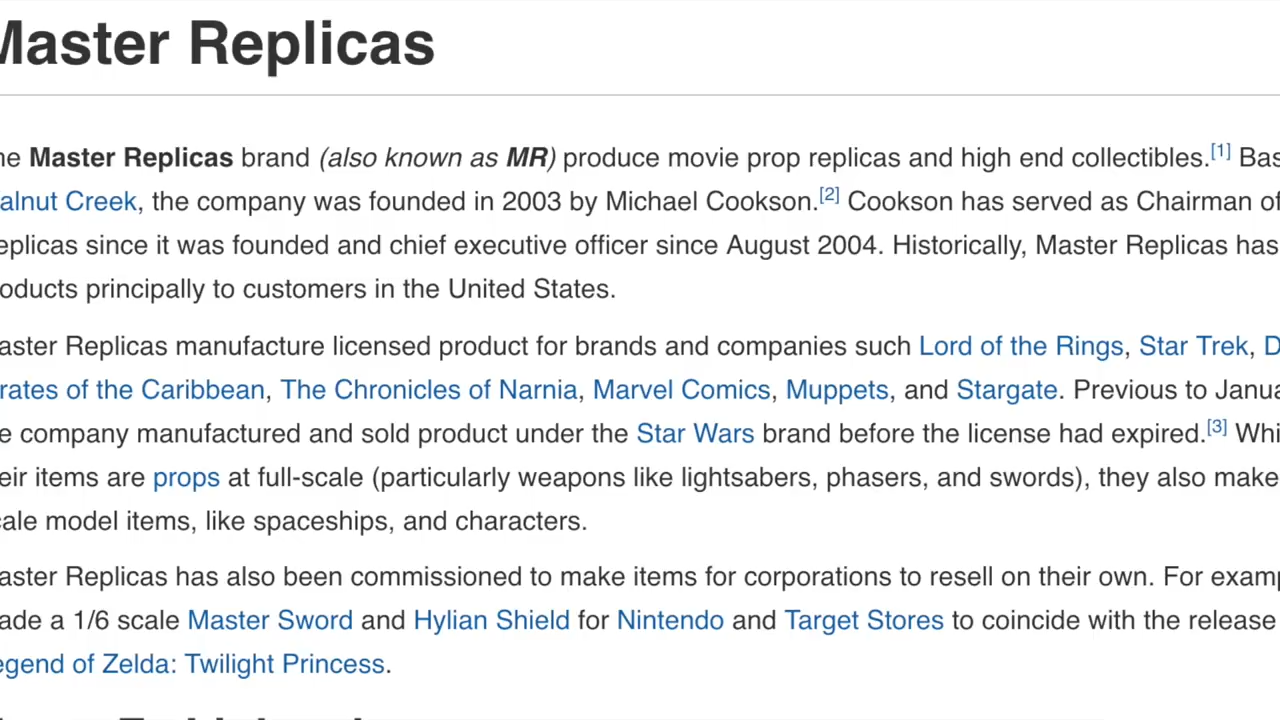 Master Replicas
he Master Replicas brand (also known as MR) produce movie prop replicas and high end collectibles.[1] Bas
alnut Creek, the company was founded in 2003 by Michael Cookson.[2] Cookson has served as Chairman of
eplicas since it was founded and chief executive officer since August 2004. Historically, Master Replicas has
oducts principally to customers in the United States.
aster Replicas manufacture licensed product for brands and companies such Lord of the Rings, Star Trek, D
rates of the Caribbean, The Chronicles of Narnia, Marvel Comics, Muppets, and Stargate. Previous to Janua
e company manufactured and sold product under the Star Wars brand before the license had expired.[3] Whi
eir items are props at full-scale (particularly weapons like lightsabers, phasers, and swords), they also make
cale model items, like spaceships, and characters.
aster Replicas has also been commissioned to make items for corporations to resell on their own. For examp
ade a 1/6 scale Master Sword and Hylian Shield for Nintendo and Target Stores to coincide with the release
egend of Zelda: Twilight Princess.